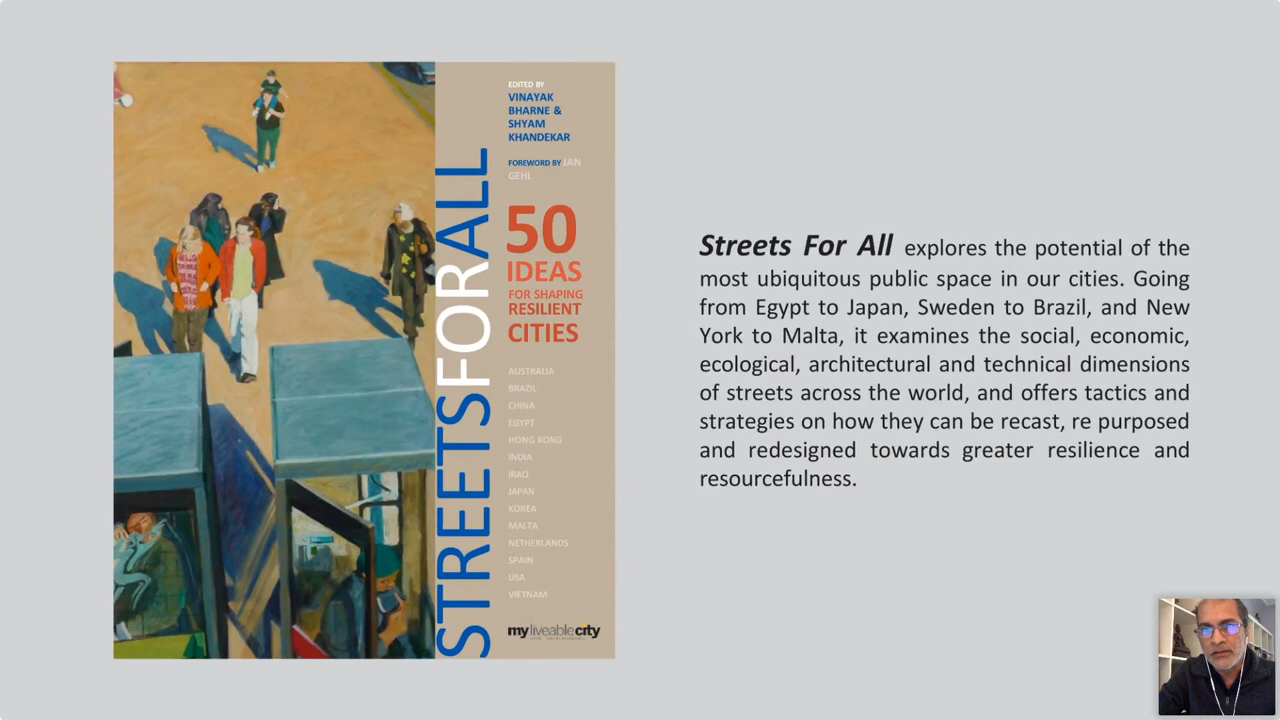 EDITED BY
VINAYAK
BHARNE &
SHYAM
KHANDEKAR
FOREWORD BY JAN
GEHL
STREETSFORALL
50
IDEAS
FOR SHAPING
RESILIENT
CITIES
AUSTRALIA
BRAZIL
CHINA
EGYPT
HONG KONG
INDIA
IRAQ
JAPAN
KOREA
MALTA
NETHERLANDS
SPAIN
USA
VIETNAM
myliveablecity
Streets For All explores the potential of the
most ubiquitous public space in our cities. Going
from Egypt to Japan, Sweden to Brazil, and New
York to Malta, it examines the social, economic,
ecological, architectural and technical dimensions
of streets across the world, and offers tactics and
strategies on how they can be recast, re purposed
and redesigned towards greater resilience and
resourcefulness.